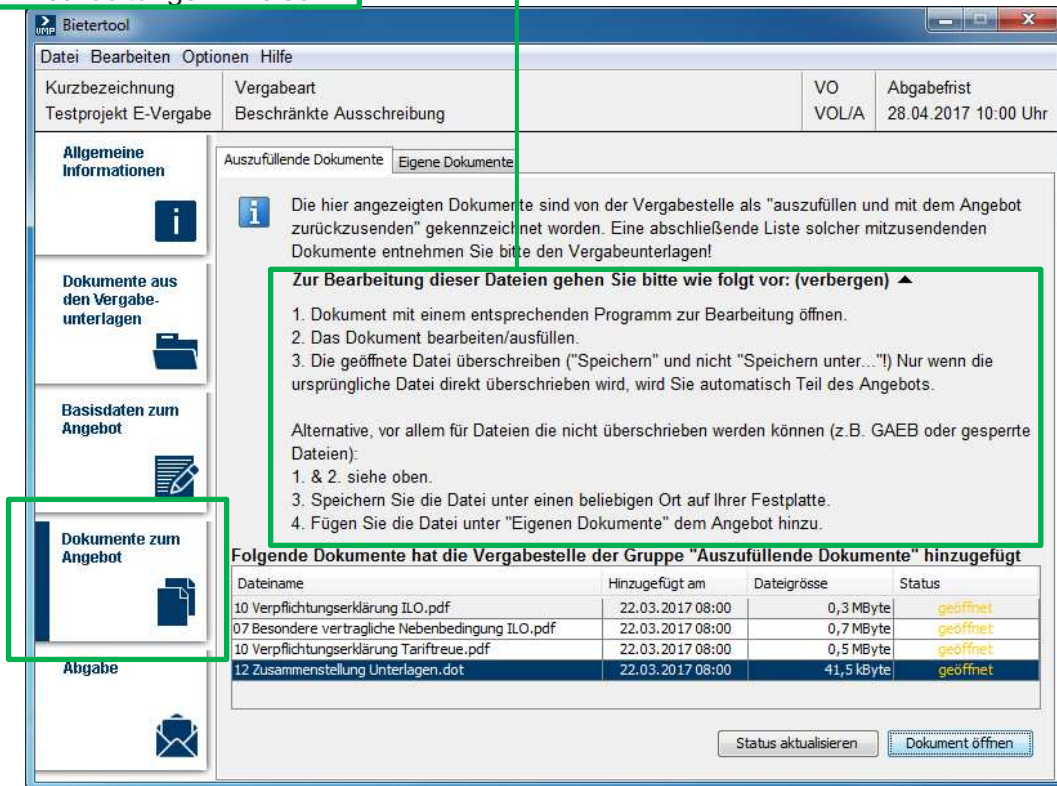 Bietertool
Datei Bearbeiten Optionen Hilfe
Kurzbezeichnung
Testprojekt E-Vergabe
Vergabeart
Beschränkte Ausschreibung
VO
VOL/A
Abgabefrist
28.04.2017 10:00 Uhr
Allgemeine
Informationen
Dokumente aus
den Vergabe-
unterlagen
Basisdaten zum
Angebot
Dokumente zum
Angebot
Abgabe
Auszufüllende Dokumente Eigene Dokumente
Die hier angezeigten Dokumente sind von der Vergabestelle als "auszufüllen und mit dem Angebot
zurückzusenden" gekennzeichnet worden. Eine abschließende Liste solcher mitzusendenden
Dokumente entnehmen Sie bitte den Vergabeunterlagen!
Zur Bearbeitung dieser Dateien gehen Sie bitte wie folgt vor: (verbergen) ▲
1. Dokument mit einem entsprechenden Programm zur Bearbeitung öffnen.
2. Das Dokument bearbeiten/ausfüllen.
3. Die geöffnete Datei überschreiben ("Speichern" und nicht "Speichern unter..."!) Nur wenn die
ursprüngliche Datei direkt überschrieben wird, wird Sie automatisch Teil des Angebots.
Alternative, vor allem für Dateien die nicht überschrieben werden können (z.B. GAEB oder gesperrte
Dateien):
1. & 2. siehe oben.
3. Speichern Sie die Datei unter einen beliebigen Ort auf Ihrer Festplatte.
4. Fügen Sie die Datei unter "Eigenen Dokumente" dem Angebot hinzu.
Folgende Dokumente hat die Vergabestelle der Gruppe "Auszufüllende Dokumente" hinzugefügt
Dateiname Hinzugefügt am Dateigrösse Status
10 Verpflichtungserklärung ILO.pdf 22.03.2017 08:00 0,3 MByte geöffnet
07 Besondere vertragliche Nebenbedingung ILO.pdf 22.03.2017 08:00 0,7 MByte geöffnet
10 Verpflichtungserklärung Tariftreue.pdf 22.03.2017 08:00 0,5 MByte geöffnet
12 Zusammenstellung Unterlagen.dot 22.03.2017 08:00 41,5 kByte geöffnet
Status aktualisieren Dokument öffnen